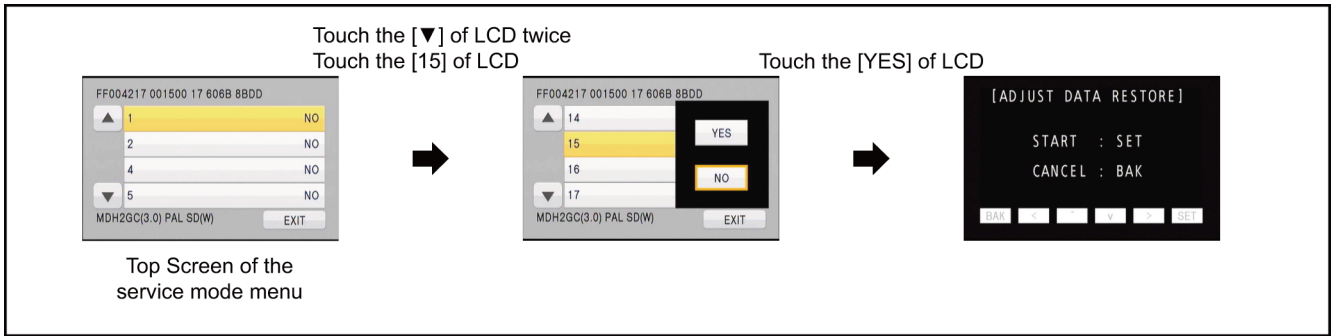 Touch the [▼] of LCD twice
Touch the [15] of LCD
Touch the [YES] of LCD
FF004217 001500 17 606B 8BDD
▲ 1 NO
2 NO
4 NO
▼ 5 NO
MDH2GC(3.0) PAL SD(W) EXIT
Top Screen of the
service mode menu
FF004217 001500 17 606B 8BDD
▲ 14
15
16
▼ 17
YES
NO
MDH2GC(3.0) PAL SD(W) EXIT
[ADJUST DATA RESTORE]
START : SET
CANCEL : BAK
BAK < ˆ v > SET